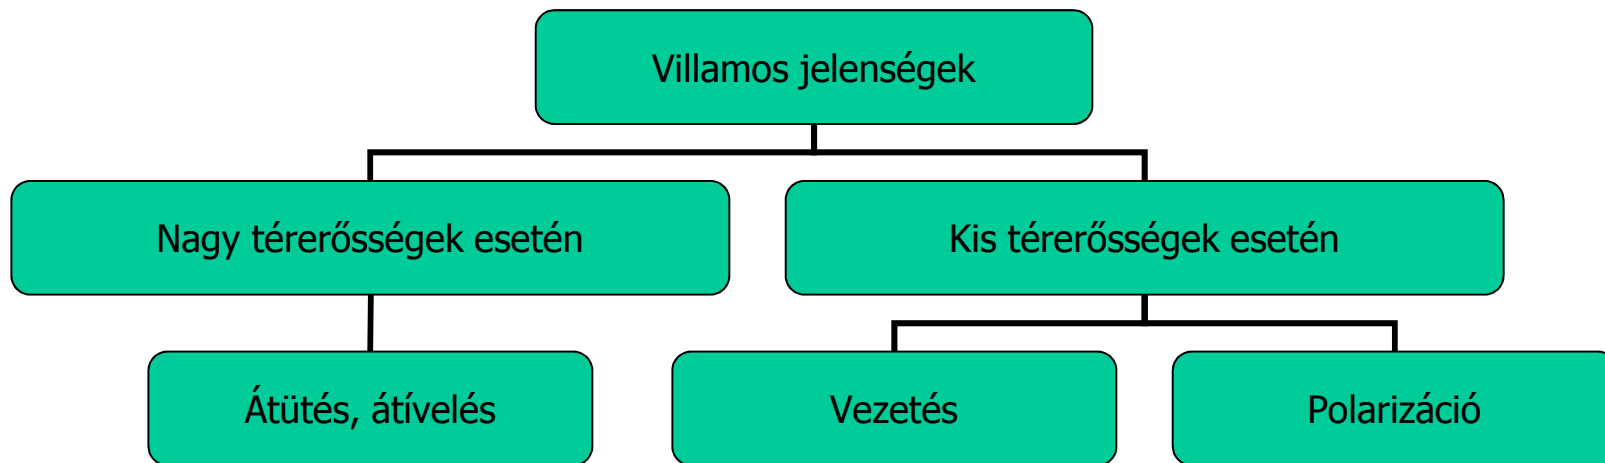 Villamos jelenségek
Nagy térerősségek esetén
Kis térerősségek esetén
Átütés, átívelés
Vezetés
Polarizáció